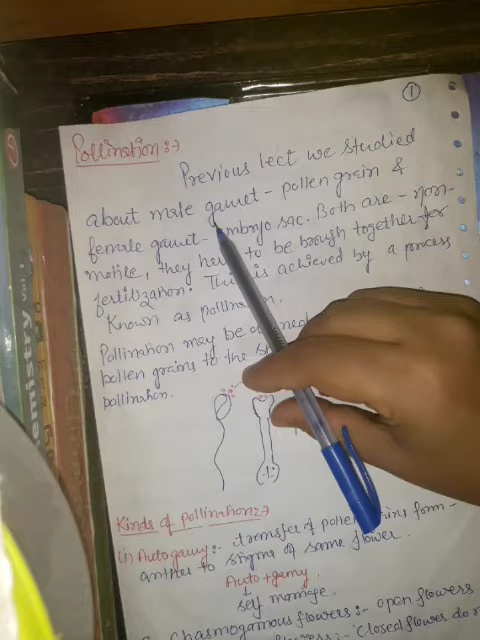 ①
Pollination:→
Previous lect we studied
about male gamet - pollen grain &
female gamet - embryo sac. Both are - non-
motile, they have to be brough together for
fertilization. This is achieved by a process
Known as pollination.
Pollination may be
pollen grains to the
pollination.
Kinds of pollination:→
(i) Autogamy:- transfer of pollen grains form -
anther to stigma of same flower.
Auto + gamy
↓
self marriage.
Chasmogamous flowers:- open flowers
flowers: closed flower do
emistry